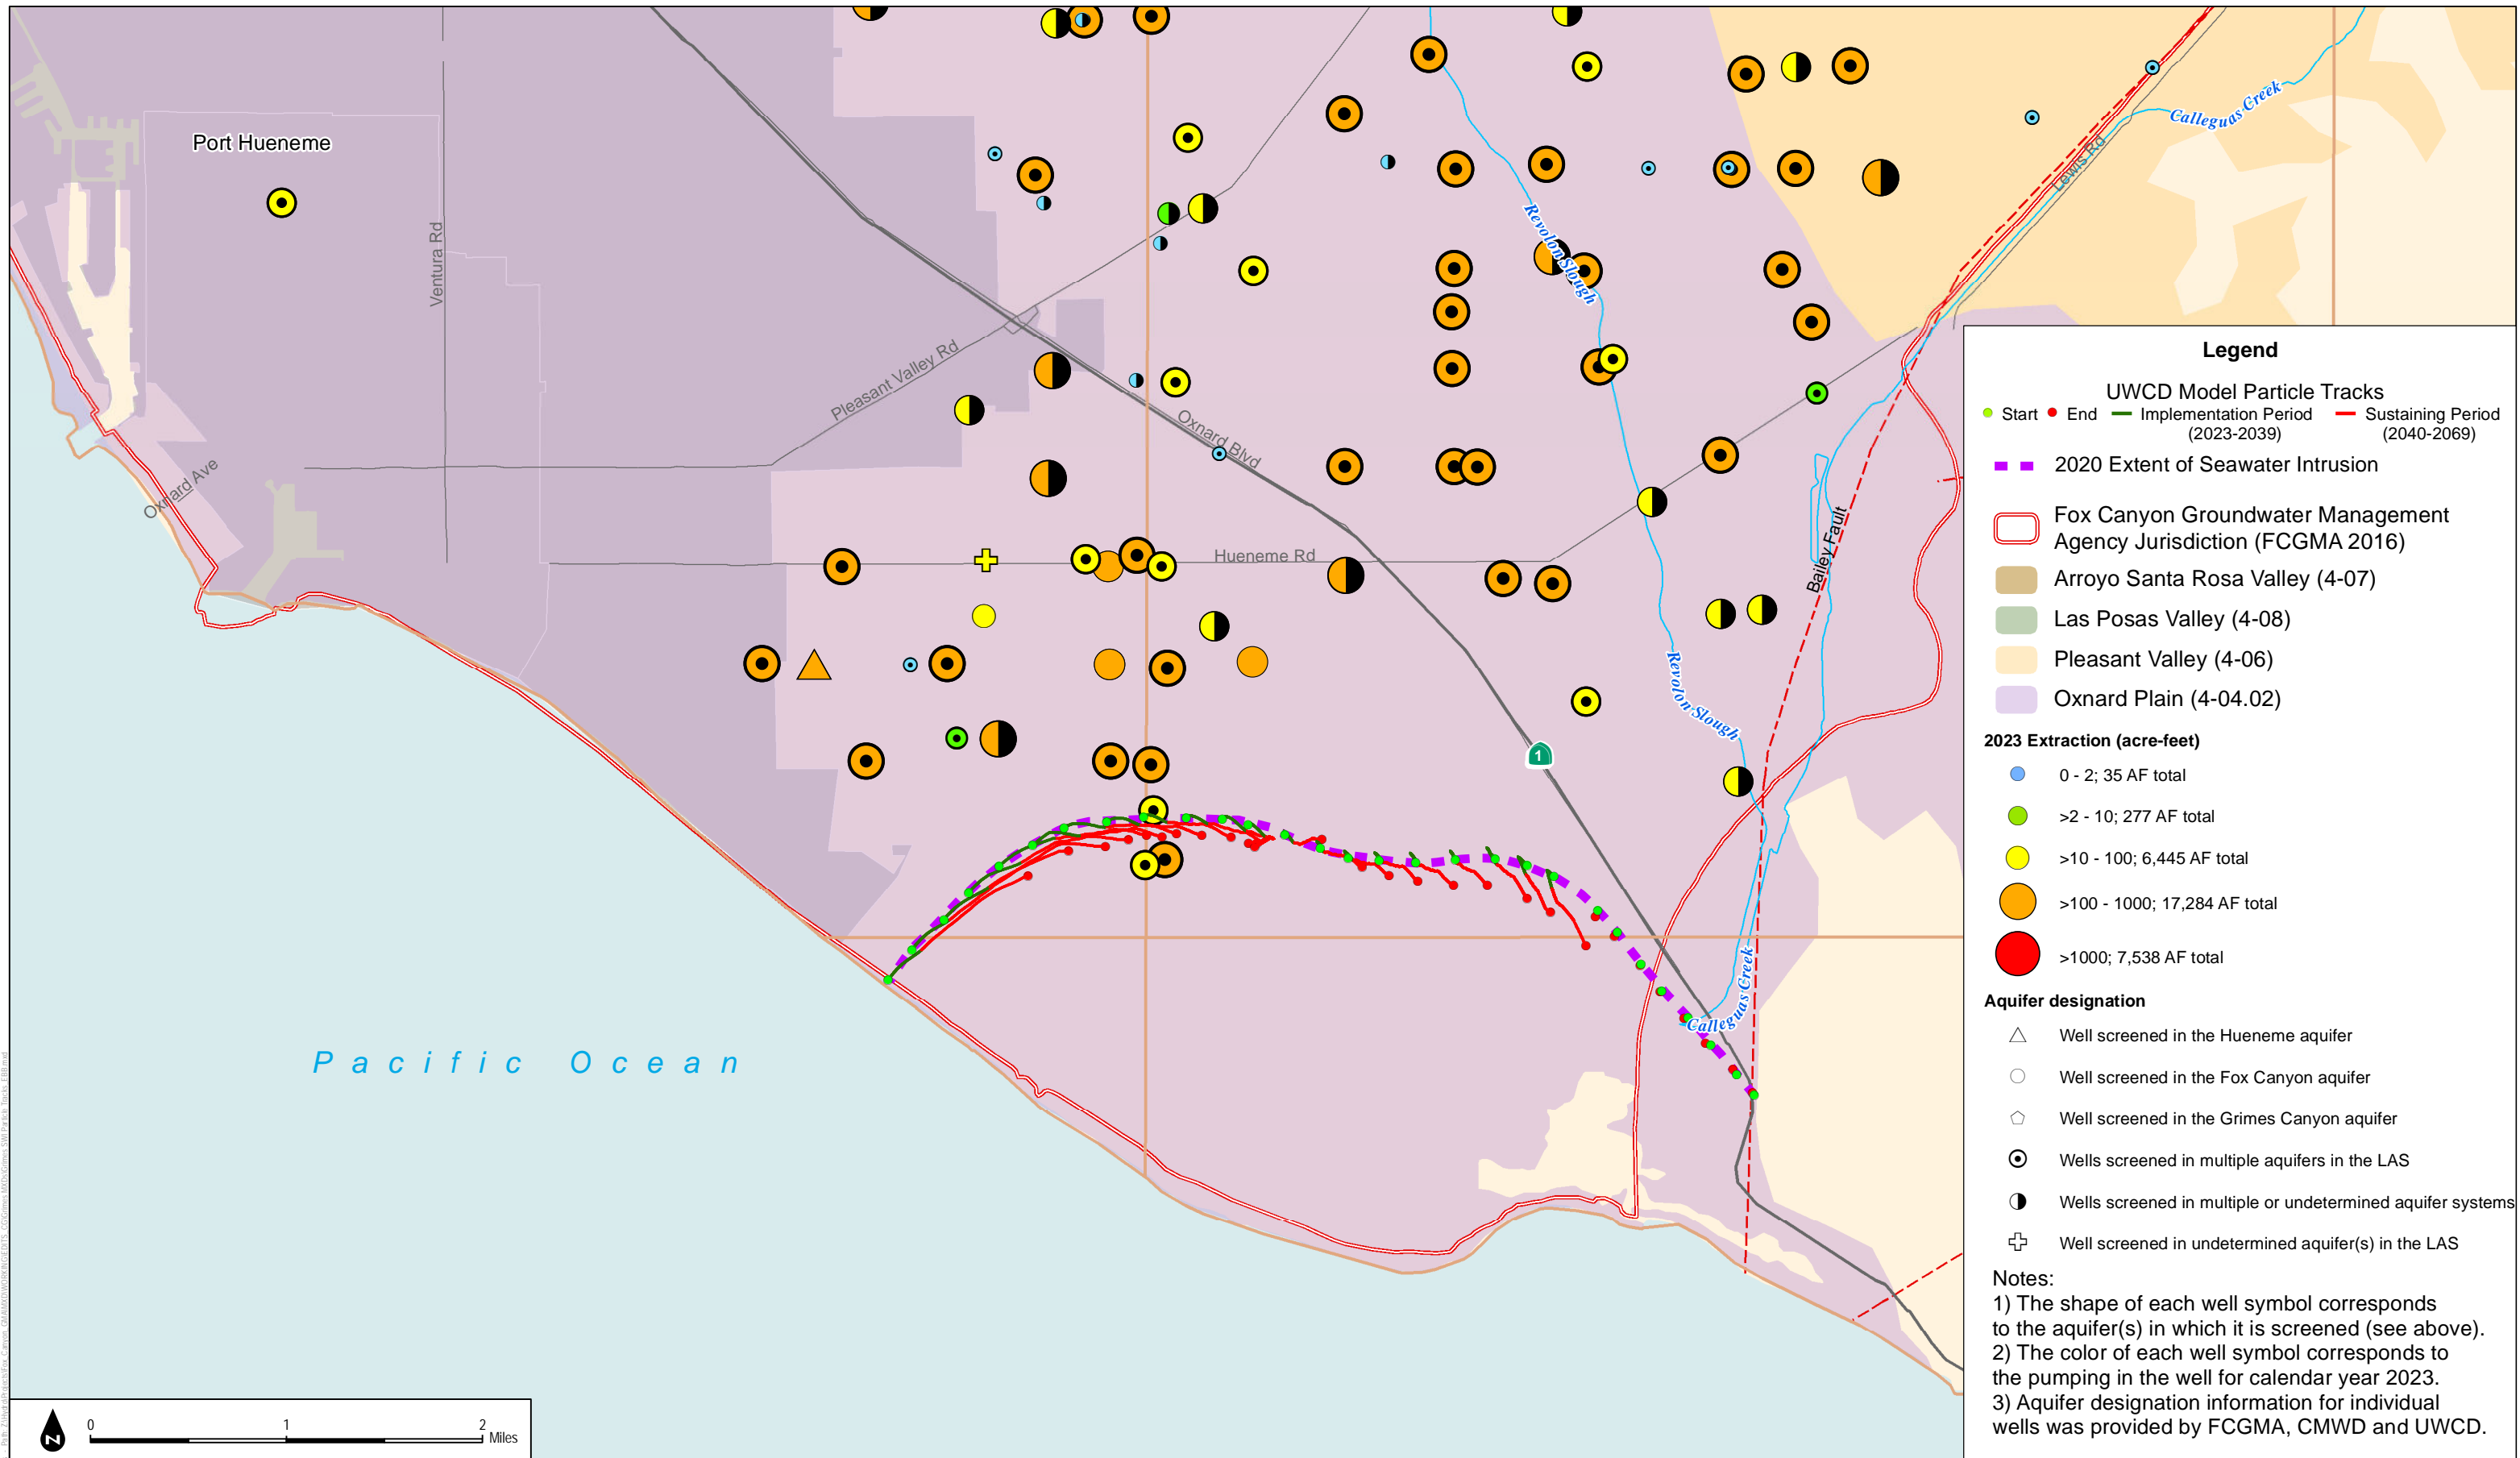 Port Hueneme
Ventura Rd
Oxnard Ave
Pleasant Valley Rd
Oxnard Blvd
Hueneme Rd
Revolon Slough
Revolon Slough
Calleguas Creek
Lewis Rd
Bailey Fault
1
Calleguas Creek
Pacific Ocean
N
0 1 2
Miles
Legend
UWCD Model Particle Tracks
Start End Implementation Period Sustaining Period
(2023-2039) (2040-2069)
2020 Extent of Seawater Intrusion
Fox Canyon Groundwater Management
Agency Jurisdiction (FCGMA 2016)
Arroyo Santa Rosa Valley (4-07)
Las Posas Valley (4-08)
Pleasant Valley (4-06)
Oxnard Plain (4-04.02)
2023 Extraction (acre-feet)
0 - 2; 35 AF total
>2 - 10; 277 AF total
>10 - 100; 6,445 AF total
>100 - 1000; 17,284 AF total
>1000; 7,538 AF total
Aquifer designation
Well screened in the Hueneme aquifer
Well screened in the Fox Canyon aquifer
Well screened in the Grimes Canyon aquifer
Wells screened in multiple aquifers in the LAS
Wells screened in multiple or undetermined aquifer systems
Well screened in undetermined aquifer(s) in the LAS
Notes:
1) The shape of each well symbol corresponds
to the aquifer(s) in which it is screened (see above).
2) The color of each well symbol corresponds to
the pumping in the well for calendar year 2023.
3) Aquifer designation information for individual
wells was provided by FCGMA, CMWD and UWCD.